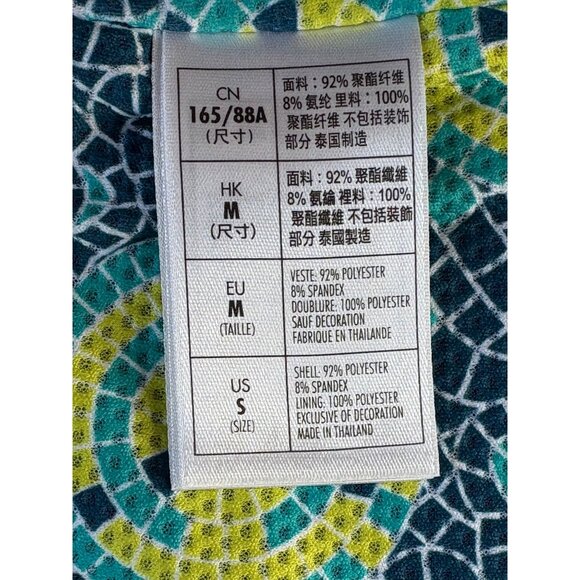 CN
165/88A
(尺寸)
面料：92% 聚酯纤维
8% 氨纶 里料：100%
聚酯纤维 不包括装饰
部分 泰国制造
HK
M
(尺寸)
面料：92% 聚酯纖維
8% 氨綸 裡料：100%
聚酯纖維 不包括装飾
部分 泰國製造
EU
M
(TAILLE)
VESTE: 92% POLYESTER
8% SPANDEX
DOUBLURE: 100% POLYESTER
SAUF DECORATION
FABRIQUE EN THAILANDE
US
S
(SIZE)
SHELL: 92% POLYESTER
8% SPANDEX
LINING: 100% POLYESTER
EXCLUSIVE OF DECORATION
MADE IN THAILAND